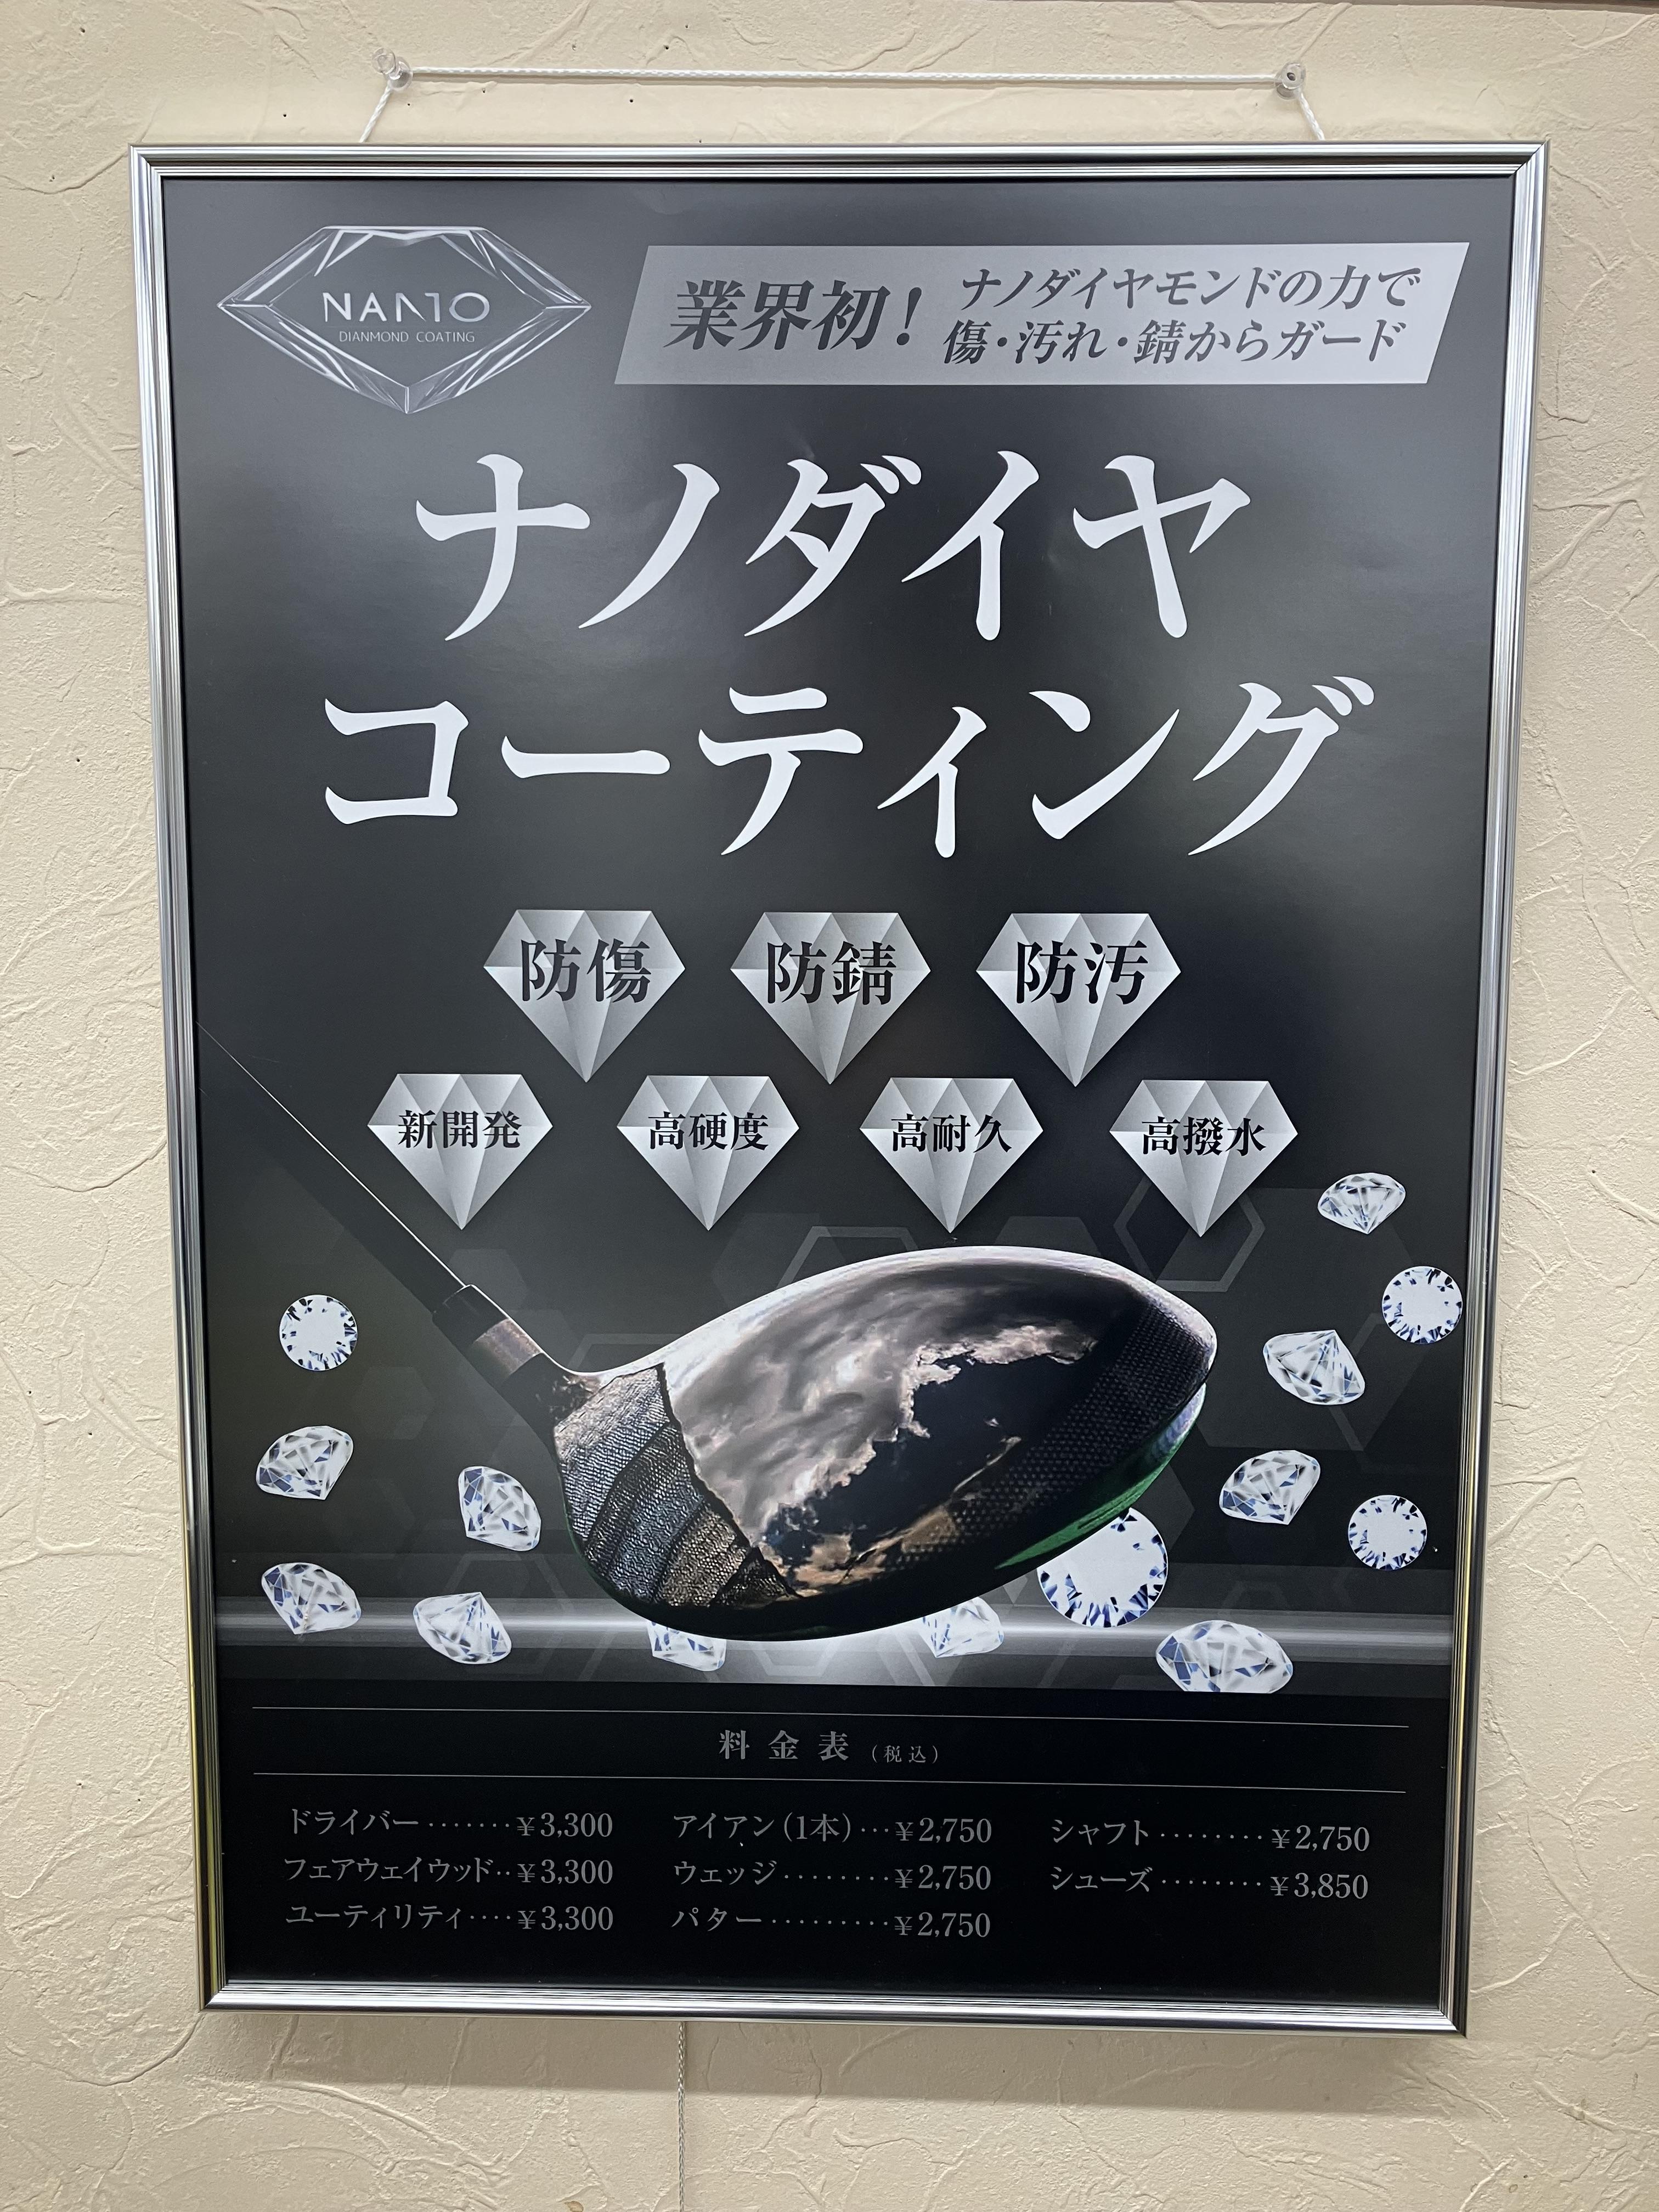 NANO
DIANMOND COATING
業界初！
ナノダイヤモンドの力で
傷・汚れ・錆からガード
ナノダイヤ
コーティング
防傷 防錆 防汚
新開発 高硬度 高耐久 高撥水
料金表（税込）
ドライバー·······￥3,300
フェアウェイウッド··￥3,300
ユーティリティ····￥3,300
アイアン（1本）···￥2,750
ウェッジ·········￥2,750
パター··········￥2,750
シャフト·········￥2,750
シューズ·········￥3,850